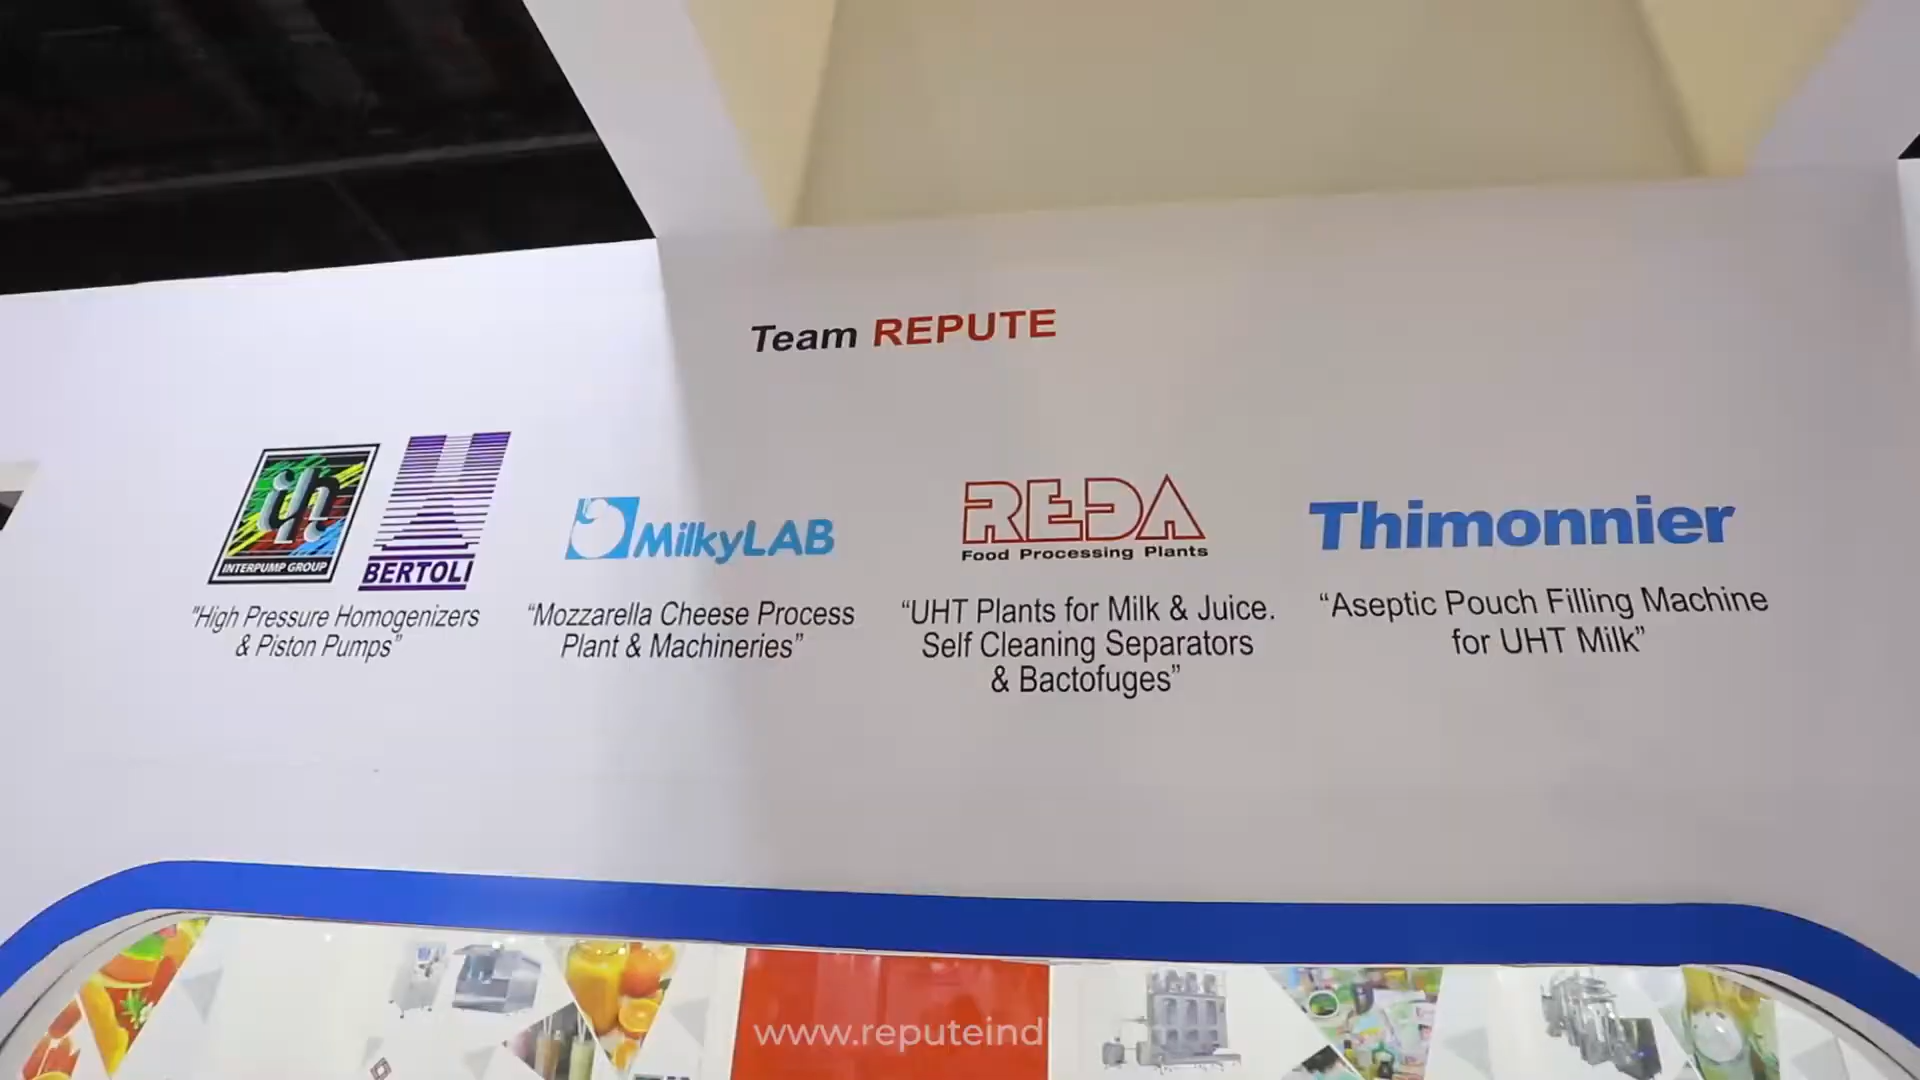 Team REPUTE
ih
INTERPUMP GROUP
BERTOLI
"High Pressure Homogenizers
& Piston Pumps"
MilkyLAB
“Mozzarella Cheese Process
Plant & Machineries”
REDA
Food Processing Plants
“UHT Plants for Milk & Juice.
Self Cleaning Separators
& Bactofuges”
Thimonnier
“Aseptic Pouch Filling Machine
for UHT Milk”
www.reputeind